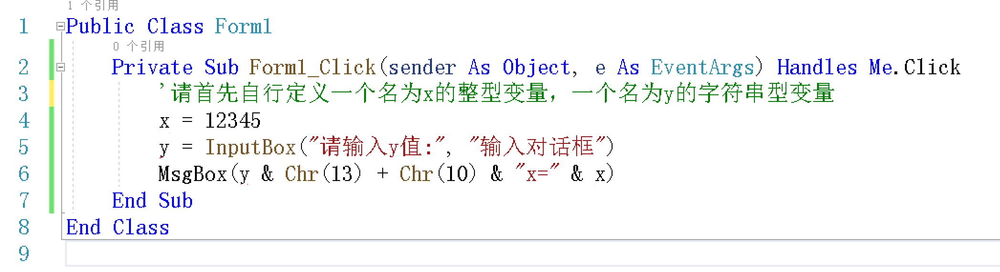 1 个引用
1 Public Class Form1
0 个引用
2 Private Sub Form1_Click(sender As Object, e As EventArgs) Handles Me.Click
3 '请首先自行定义一个名为x的整型变量，一个名为y的字符串型变量
4 x = 12345
5 y = InputBox("请输入y值:", "输入对话框")
6 MsgBox(y & Chr(13) + Chr(10) & "x=" & x)
7 End Sub
8 End Class
9